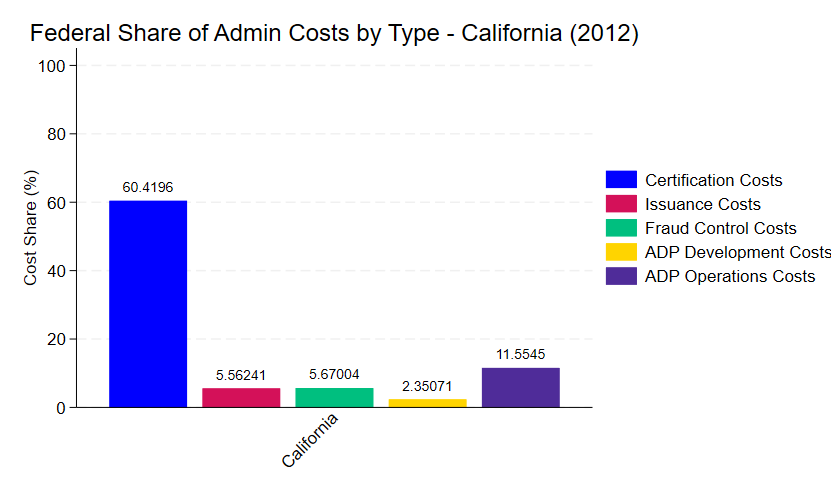 Federal Share of Admin Costs by Type - California (2012)
Cost Share (%)
100
80
60
40
20
0
60.4196
5.56241
5.67004
2.35071
11.5545
California
Certification Costs
Issuance Costs
Fraud Control Costs
ADP Development Costs
ADP Operations Costs